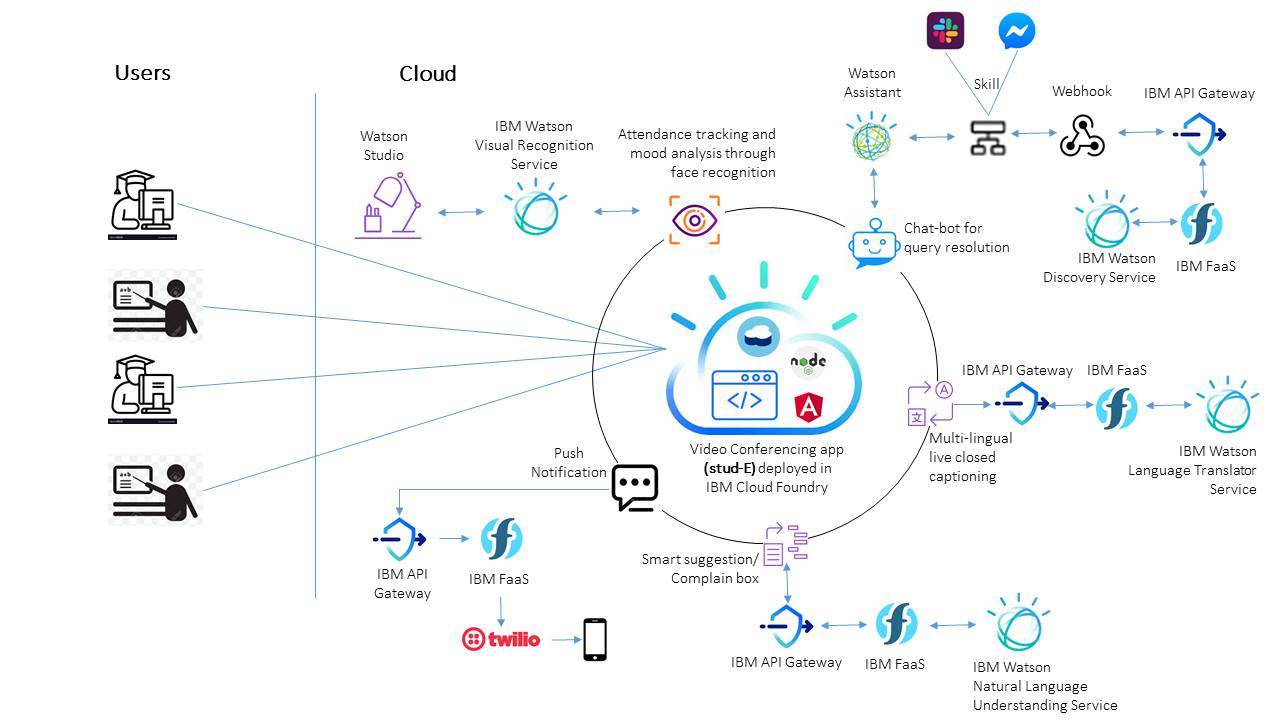 Users
Cloud
Watson
Studio
IBM Watson
Visual Recognition
Service
Attendance tracking and
mood analysis through
face recognition
Watson
Assistant
Skill
Webhook
IBM API Gateway
Chat-bot for
query resolution
IBM Watson
Discovery Service
IBM FaaS
node
JS
</>
A
Video Conferencing app
(stud-E) deployed in
IBM Cloud Foundry
IBM API Gateway
IBM FaaS
A
文
Multi-lingual
live closed
captioning
IBM Watson
Language Translator
Service
Push
Notification
IBM API
Gateway
IBM FaaS
twilio
Smart suggestion/
Complain box
IBM API Gateway
IBM FaaS
IBM Watson
Natural Language
Understanding Service